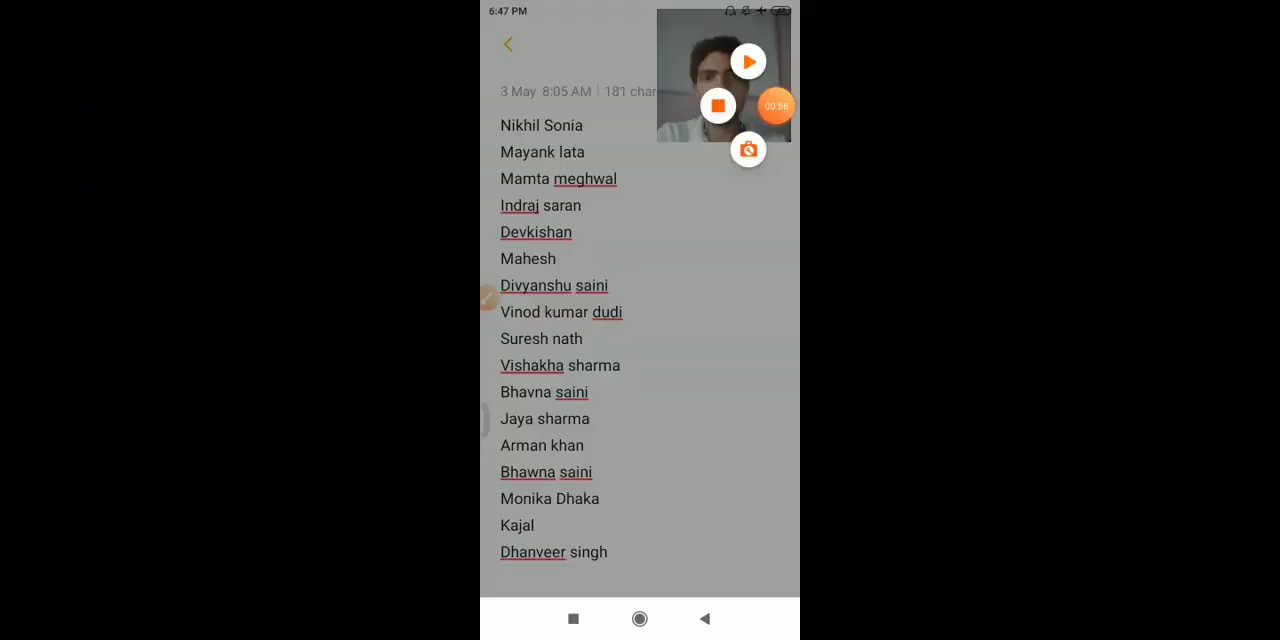 6:47 PM
3 May 8:05 AM | 181 char
00:56
Nikhil Sonia
Mayank lata
Mamta meghwal
Indraj saran
Devkishan
Mahesh
Divyanshu saini
Vinod kumar dudi
Suresh nath
Vishakha sharma
Bhavna saini
Jaya sharma
Arman khan
Bhawna saini
Monika Dhaka
Kajal
Dhanveer singh